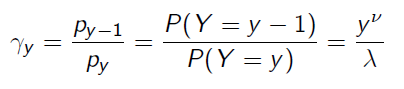 γ_y = p_{y−1} / p_y = P(Y = y − 1) / P(Y = y) = y^ν / λ